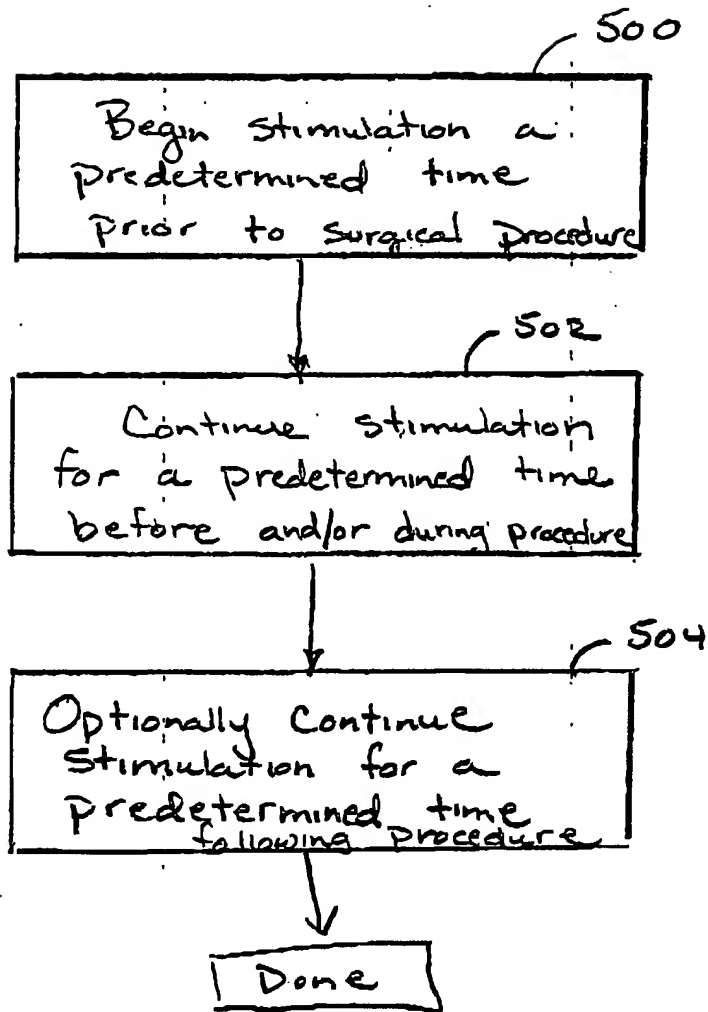 500
Begin stimulation a
predetermined time
prior to surgical procedure
502
Continue stimulation
for a predetermined time
before and/or during procedure
504
Optionally continue
stimulation for a
predetermined time
following procedure
Done